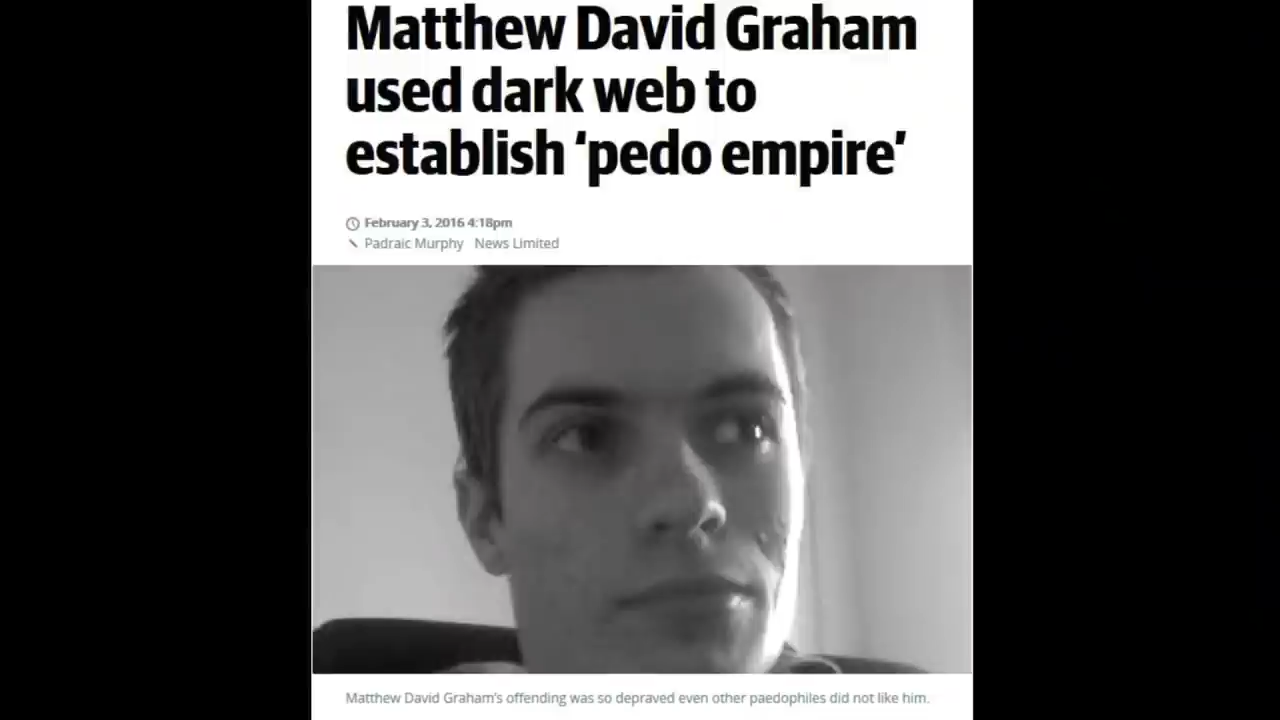 Matthew David Graham
used dark web to
establish ‘pedo empire’
February 3, 2016 4:18pm
Padraic Murphy News Limited
Matthew David Graham’s offending was so depraved even other paedophiles did not like him.